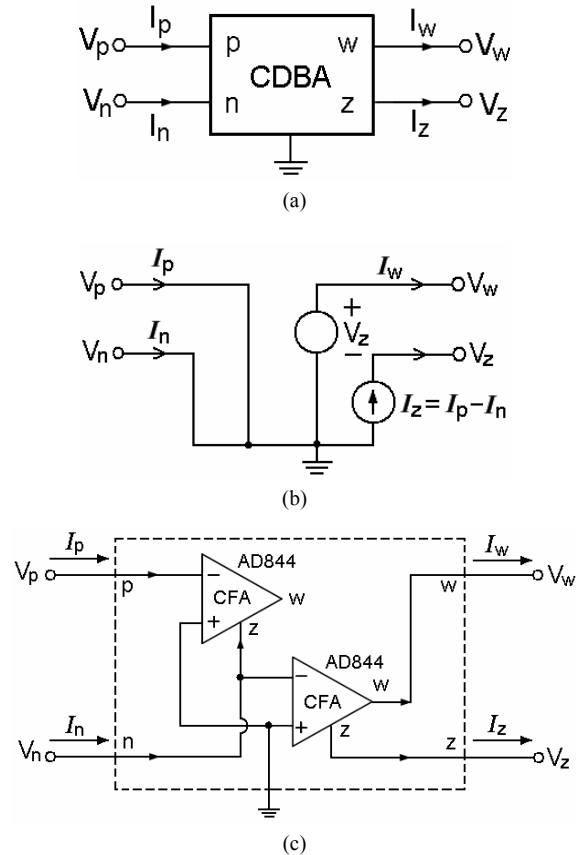 Ip Iw
Vp p w Vw
CDBA
Vn n z Vz
In Iz
(a)
Ip Iw
Vp Vw
+
In Vz
Vn − Vz
Iz = Ip−In
(b)
Ip AD844 Iw
Vp p − CFA w w Vw
+ z AD844
− CFA w
In + z Iz
Vn n z Vz
(c)